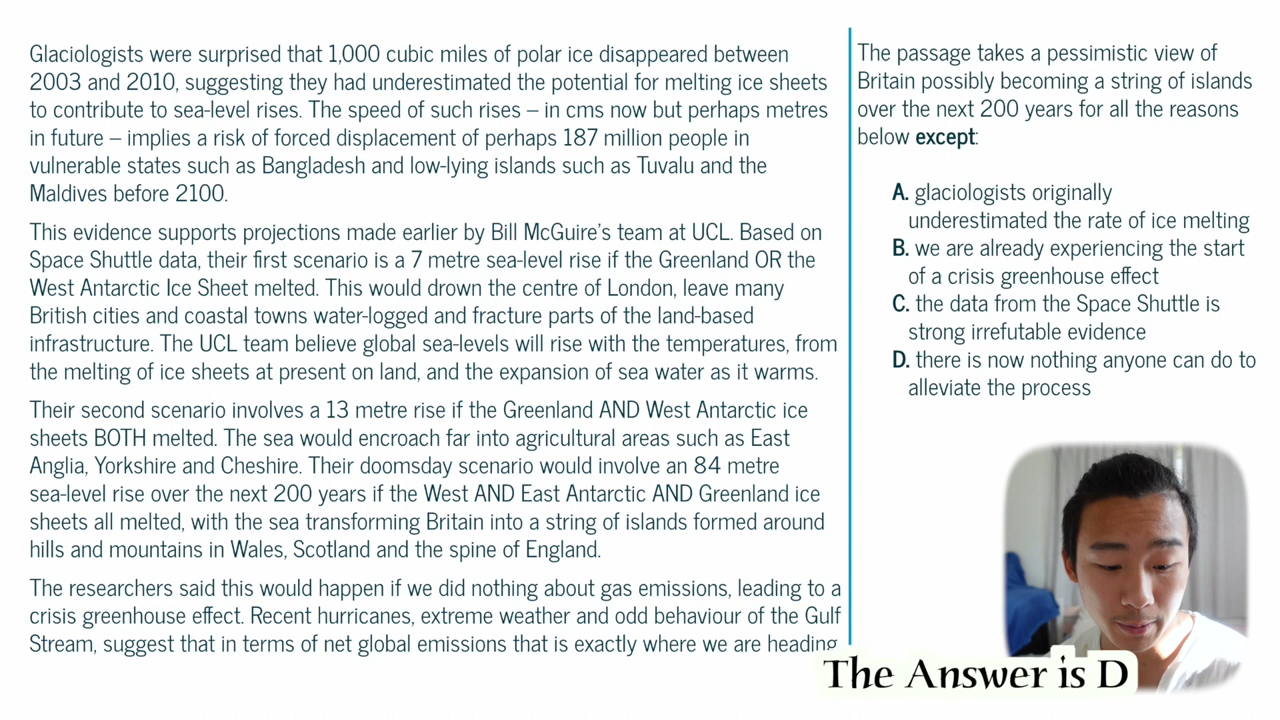 Glaciologists were surprised that 1,000 cubic miles of polar ice disappeared between
2003 and 2010, suggesting they had underestimated the potential for melting ice sheets
to contribute to sea-level rises. The speed of such rises – in cms now but perhaps metres
in future – implies a risk of forced displacement of perhaps 187 million people in
vulnerable states such as Bangladesh and low-lying islands such as Tuvalu and the
Maldives before 2100.
This evidence supports projections made earlier by Bill McGuire's team at UCL. Based on
Space Shuttle data, their first scenario is a 7 metre sea-level rise if the Greenland OR the
West Antarctic Ice Sheet melted. This would drown the centre of London, leave many
British cities and coastal towns water-logged and fracture parts of the land-based
infrastructure. The UCL team believe global sea-levels will rise with the temperatures, from
the melting of ice sheets at present on land, and the expansion of sea water as it warms.
Their second scenario involves a 13 metre rise if the Greenland AND West Antarctic ice
sheets BOTH melted. The sea would encroach far into agricultural areas such as East
Anglia, Yorkshire and Cheshire. Their doomsday scenario would involve an 84 metre
sea-level rise over the next 200 years if the West AND East Antarctic AND Greenland ice
sheets all melted, with the sea transforming Britain into a string of islands formed around
hills and mountains in Wales, Scotland and the spine of England.
The researchers said this would happen if we did nothing about gas emissions, leading to a
crisis greenhouse effect. Recent hurricanes, extreme weather and odd behaviour of the Gulf
Stream, suggest that in terms of net global emissions that is exactly where we are heading
The passage takes a pessimistic view of
Britain possibly becoming a string of islands
over the next 200 years for all the reasons
below except:
A. glaciologists originally
underestimated the rate of ice melting
B. we are already experiencing the start
of a crisis greenhouse effect
C. the data from the Space Shuttle is
strong irrefutable evidence
D. there is now nothing anyone can do to
alleviate the process
The Answer is D